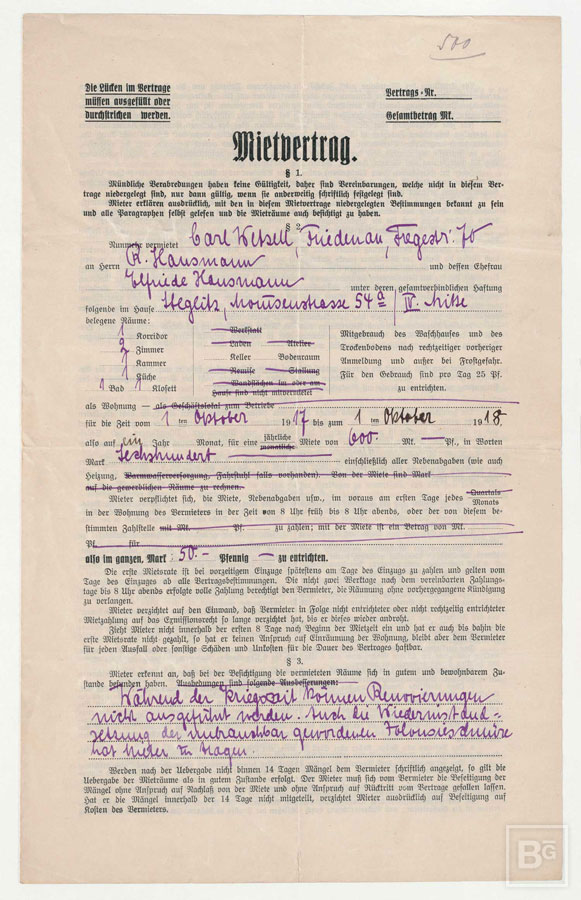 500
Die Lücken im Vertrage
müssen ausgefüllt oder
durchstrichen werden.
Vertrags-Nr.
Gesamtbetrag Mk.
Mietvertrag.
§ 1.
Mündliche Verabredungen haben keine Gültigkeit, daher sind Vereinbarungen, welche nicht in diesem Ver-
trage niedergelegt sind, nur dann gültig, wenn sie anderweitig schriftlich festgelegt sind.
Mieter erklären ausdrücklich, mit den in diesem Mietvertrage niedergelegten Bestimmungen bekannt zu sein
und alle Paragraphen selbst gelesen und die Mieträume auch besichtigt zu haben.
§ 2.
Nunmehr vermietet Carl Wetzell, Friedenau, Fregestr. 70
an Herrn R. Hausmann und dessen Ehefrau
Elfriede Hausmann unter deren gesamtverbindlichen Haftung
folgende im Hause Steglitz, Momsenstrasse 54a IV. Mitte
belegene Räume:
1 Korridor
2 Zimmer
1 Kammer
1 Küche
1 Bad 1 Klosett
Werkstatt
Laden Atelier
Keller Bodenraum
Remise Stallung
Wandflächen im oder am
Hause sind nicht mitvermietet
Mitgebrauch des Waschhauses und des
Trockenbodens nach rechtzeitiger vorheriger
Anmeldung und außer bei Frostgefahr.
Für den Gebrauch sind pro Tag 25 Pf.
zu entrichten.
als Wohnung — als Geschäftslokal zum Betriebe
für die Zeit vom 1 ten Oktober 1917 bis zum 1 ten Oktober 1918.
also auf ein Jahr Monat, für eine jährliche monatliche Miete von 600. Mk. — Pf., in Worten
Mark Sechshundert einschließlich aller Nebenabgaben (wie auch
Heizung, Warmwasserversorgung, Fahrstuhl falls vorhanden). Von der Miete sind Mark
auf die gewerblichen Räume zu rechnen.
Mieter verpflichtet sich, die Miete, Nebenabgaben usw., im voraus am ersten Tage jedes Quartals Monats
in der Wohnung des Vermieters in der Zeit von 8 Uhr früh bis 8 Uhr abends, oder der von diesem be-
stimmten Zahlstelle mit Mk. Pf. zu zahlen; mit der Miete ist ein Betrag von Mk.
Pf. für
also im ganzen, Mark 50.- Pfennig — zu entrichten.
Die erste Mietsrate ist bei vorzeitigem Einzuge spätestens am Tage des Einzugs zu zahlen und gelten vom
Tage des Einzuges ab alle Vertragsbestimmungen. Die nicht zwei Werktage nach dem vereinbarten Zahlungs-
tage bis 8 Uhr abends erfolgte volle Zahlung berechtigt den Vermieter, die Räumung ohne vorhergegangene Kündigung
zu verlangen.
Mieter verzichtet auf den Einwand, daß Vermieter in Folge nicht entrichteter oder nicht rechtzeitig entrichteter
Mietzahlung auf das Exmissionsrecht so lange verzichtet hat, bis er dieses wieder androht.
Zieht Mieter nicht innerhalb der ersten 8 Tage nach Beginn der Mietzeit ein und hat er auch bis dahin die
erste Mietsrate nicht gezahlt, so hat er keinen Anspruch auf Einräumung der Wohnung, bleibt aber dem Vermieter
für jeden Ausfall oder sonstige Schäden und Unkosten für die Dauer des Vertrages haftbar.
§ 3.
Mieter erkennt an, daß bei der Besichtigung die vermieteten Räume sich in gutem und bewohnbarem Zu-
stande befunden haben. Ausbedungen sind folgende Ausbesserungen:
Während der Kriegszeit können Renovierungen
nicht ausgeführt werden. Auch die Wiederinstand-
setzung der unbrauchbar gewordenen Jalousieschnüre
hat Mieter zu tragen.
Werden nach der Uebergabe nicht binnen 14 Tagen Mängel dem Vermieter schriftlich angezeigt, so gilt die
Uebergabe der Mieträume als in gutem Zustande erfolgt. Der Mieter muß sich vom Vermieter die Beseitigung der
Mängel ohne Anspruch auf Nachlaß von der Miete und ohne Anspruch auf Rücktritt vom Vertrage gefallen lassen.
Hat er die Mängel innerhalb der 14 Tage nicht mitgeteilt, verzichtet Mieter ausdrücklich auf Beseitigung auf
Kosten des Vermieters.
BG